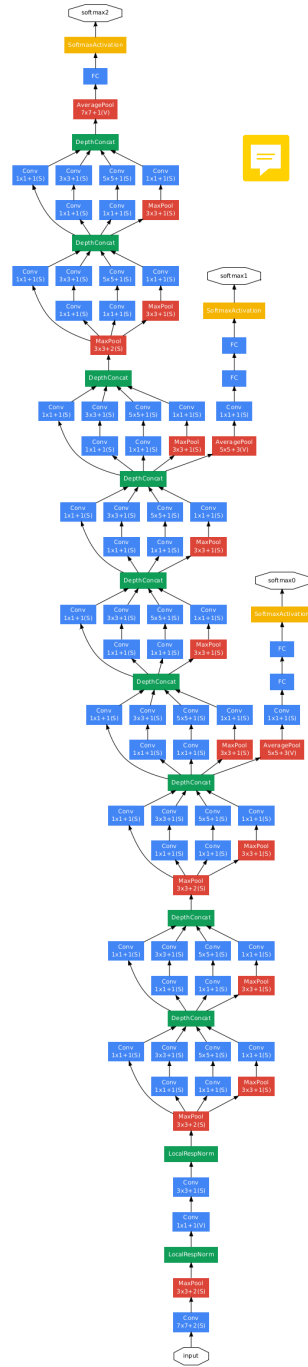 softmax2
SoftmaxActivation
FC
AveragePool
7x7+1(V)
DepthConcat
Conv Conv Conv Conv
1x1+1(S) 3x3+1(S) 5x5+1(S) 1x1+1(S)
Conv Conv MaxPool
1x1+1(S) 1x1+1(S) 3x3+1(S)
DepthConcat
Conv Conv Conv Conv
1x1+1(S) 3x3+1(S) 5x5+1(S) 1x1+1(S)
softmax1
Conv Conv MaxPool
1x1+1(S) 1x1+1(S) 3x3+1(S)
SoftmaxActivation
MaxPool
3x3+2(S)
FC
DepthConcat
FC
Conv Conv Conv Conv Conv
1x1+1(S) 3x3+1(S) 5x5+1(S) 1x1+1(S) 1x1+1(S)
Conv Conv MaxPool AveragePool
1x1+1(S) 1x1+1(S) 3x3+1(S) 5x5+3(V)
DepthConcat
Conv Conv Conv Conv
1x1+1(S) 3x3+1(S) 5x5+1(S) 1x1+1(S)
Conv Conv MaxPool
1x1+1(S) 1x1+1(S) 3x3+1(S)
DepthConcat
softmax0
Conv Conv Conv Conv
1x1+1(S) 3x3+1(S) 5x5+1(S) 1x1+1(S)
SoftmaxActivation
Conv Conv MaxPool
1x1+1(S) 1x1+1(S) 3x3+1(S)
FC
DepthConcat
FC
Conv Conv Conv Conv Conv
1x1+1(S) 3x3+1(S) 5x5+1(S) 1x1+1(S) 1x1+1(S)
Conv Conv MaxPool AveragePool
1x1+1(S) 1x1+1(S) 3x3+1(S) 5x5+3(V)
DepthConcat
Conv Conv Conv Conv
1x1+1(S) 3x3+1(S) 5x5+1(S) 1x1+1(S)
Conv Conv MaxPool
1x1+1(S) 1x1+1(S) 3x3+1(S)
MaxPool
3x3+2(S)
DepthConcat
Conv Conv Conv Conv
1x1+1(S) 3x3+1(S) 5x5+1(S) 1x1+1(S)
Conv Conv MaxPool
1x1+1(S) 1x1+1(S) 3x3+1(S)
DepthConcat
Conv Conv Conv Conv
1x1+1(S) 3x3+1(S) 5x5+1(S) 1x1+1(S)
Conv Conv MaxPool
1x1+1(S) 1x1+1(S) 3x3+1(S)
MaxPool
3x3+2(S)
LocalRespNorm
Conv
3x3+1(S)
Conv
1x1+1(V)
LocalRespNorm
MaxPool
3x3+2(S)
Conv
7x7+2(S)
input